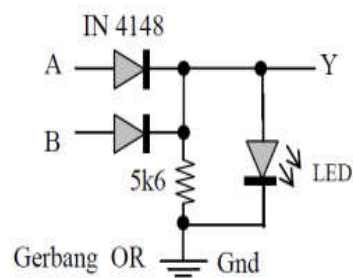 IN 4148
A
Y
B
5k6
LED
Gerbang OR
Gnd